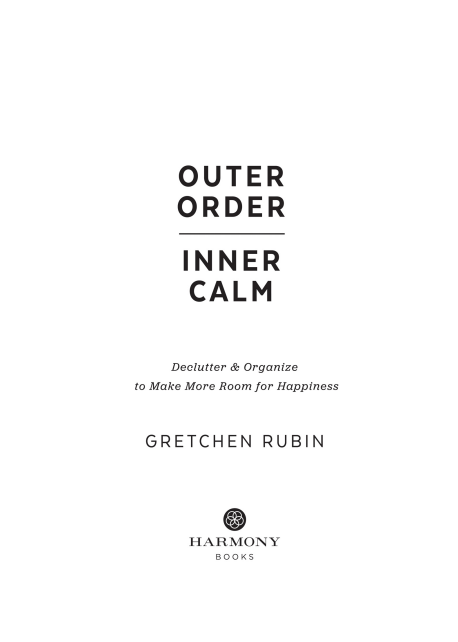 OUTER
ORDER
INNER
CALM
Declutter & Organize
to Make More Room for Happiness
GRETCHEN RUBIN
HARMONY
BOOKS